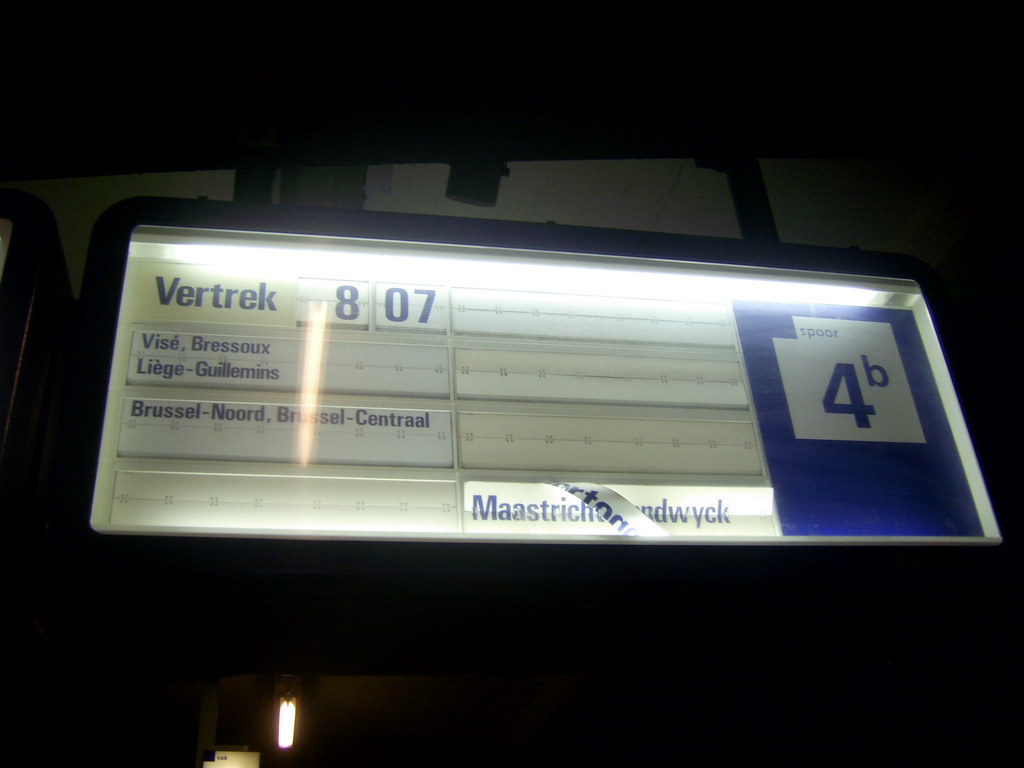 Vertrek 8 07
Visé, Bressoux
Liège-Guillemins
Brussel-Noord, Brussel-Centraal
spoor
4b